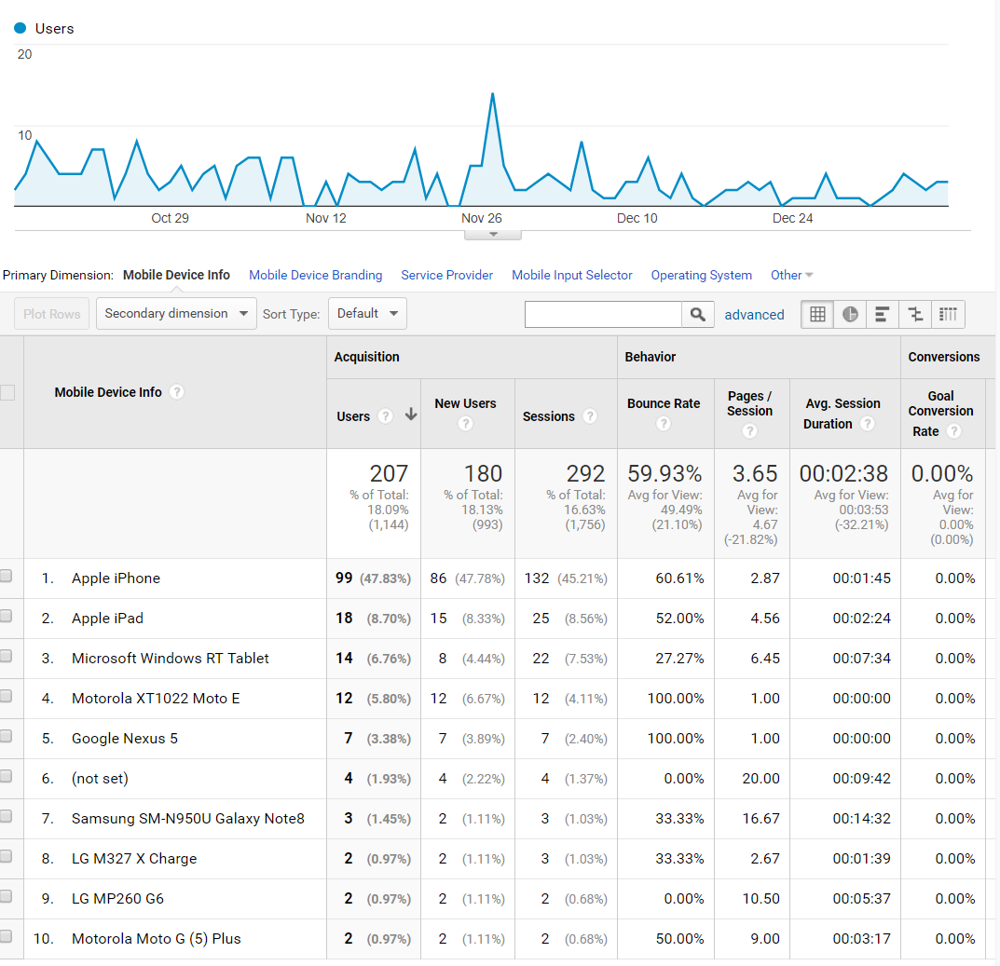 Users
20
10
Oct 29 Nov 12 Nov 26 Dec 10 Dec 24
Primary Dimension: Mobile Device Info Mobile Device Branding Service Provider Mobile Input Selector Operating System Other
Plot Rows Secondary dimension Sort Type: Default advanced
Acquisition Behavior Conversions
Mobile Device Info ?
Users ? New Users ? Sessions ? Bounce Rate ? Pages / Session ? Avg. Session Duration ? Goal Conversion Rate ?
207 180 292 59.93% 3.65 00:02:38 0.00%
% of Total: 18.09% (1,144)
% of Total: 18.13% (993)
% of Total: 16.63% (1,756)
Avg for View: 49.49% (21.10%)
Avg for View: 4.67 (-21.82%)
Avg for View: 00:03:53 (-32.21%)
Avg for View: 0.00% (0.00%)
1. Apple iPhone 99 (47.83%) 86 (47.78%) 132 (45.21%) 60.61% 2.87 00:01:45 0.00%
2. Apple iPad 18 (8.70%) 15 (8.33%) 25 (8.56%) 52.00% 4.56 00:02:24 0.00%
3. Microsoft Windows RT Tablet 14 (6.76%) 8 (4.44%) 22 (7.53%) 27.27% 6.45 00:07:34 0.00%
4. Motorola XT1022 Moto E 12 (5.80%) 12 (6.67%) 12 (4.11%) 100.00% 1.00 00:00:00 0.00%
5. Google Nexus 5 7 (3.38%) 7 (3.89%) 7 (2.40%) 100.00% 1.00 00:00:00 0.00%
6. (not set) 4 (1.93%) 4 (2.22%) 4 (1.37%) 0.00% 20.00 00:09:42 0.00%
7. Samsung SM-N950U Galaxy Note8 3 (1.45%) 2 (1.11%) 3 (1.03%) 33.33% 16.67 00:14:32 0.00%
8. LG M327 X Charge 2 (0.97%) 2 (1.11%) 3 (1.03%) 33.33% 2.67 00:01:39 0.00%
9. LG MP260 G6 2 (0.97%) 2 (1.11%) 2 (0.68%) 0.00% 10.50 00:05:37 0.00%
10. Motorola Moto G (5) Plus 2 (0.97%) 2 (1.11%) 2 (0.68%) 50.00% 9.00 00:03:17 0.00%